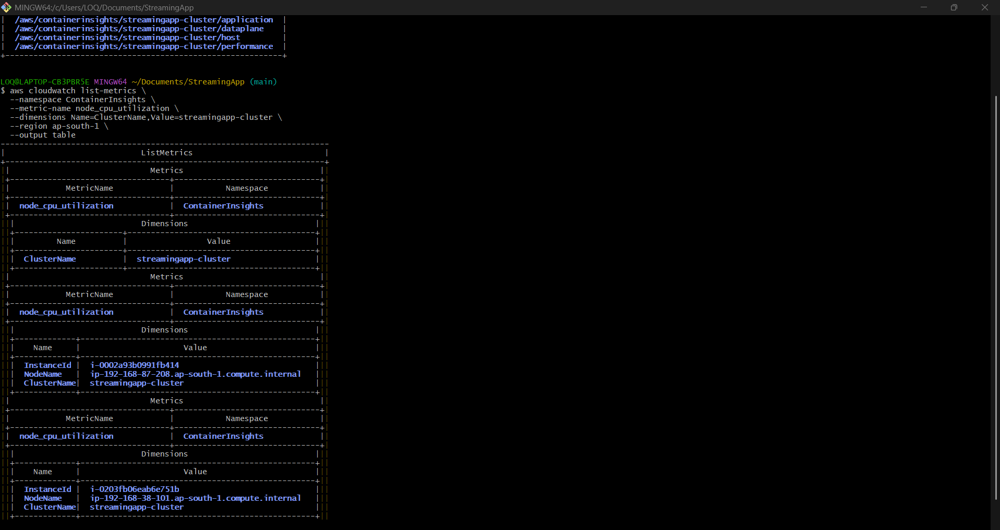 MINGW64:/c/Users/LOQ/Documents/StreamingApp
| /aws/containerinsights/streamingapp-cluster/application |
| /aws/containerinsights/streamingapp-cluster/dataplane |
| /aws/containerinsights/streamingapp-cluster/host |
| /aws/containerinsights/streamingapp-cluster/performance |
LOQ@LAPTOP-CB3PBR5E MINGW64 ~/Documents/StreamingApp (main)
$ aws cloudwatch list-metrics \
--namespace ContainerInsights \
--metric-name node_cpu_utilization \
--dimensions Name=ClusterName,Value=streamingapp-cluster \
--region ap-south-1 \
--output table
| ListMetrics |
|| Metrics ||
|| MetricName | Namespace ||
|| node_cpu_utilization | ContainerInsights ||
||| Dimensions |||
||| Name | Value |||
||| ClusterName | streamingapp-cluster |||
|| Metrics ||
|| MetricName | Namespace ||
|| node_cpu_utilization | ContainerInsights ||
||| Dimensions |||
||| Name | Value |||
||| InstanceId | i-0002a93b0991fb414 |||
||| NodeName | ip-192-168-87-208.ap-south-1.compute.internal |||
||| ClusterName| streamingapp-cluster |||
|| Metrics ||
|| MetricName | Namespace ||
|| node_cpu_utilization | ContainerInsights ||
||| Dimensions |||
||| Name | Value |||
||| InstanceId | i-0203fb06eab6e751b |||
||| NodeName | ip-192-168-38-101.ap-south-1.compute.internal |||
||| ClusterName| streamingapp-cluster |||